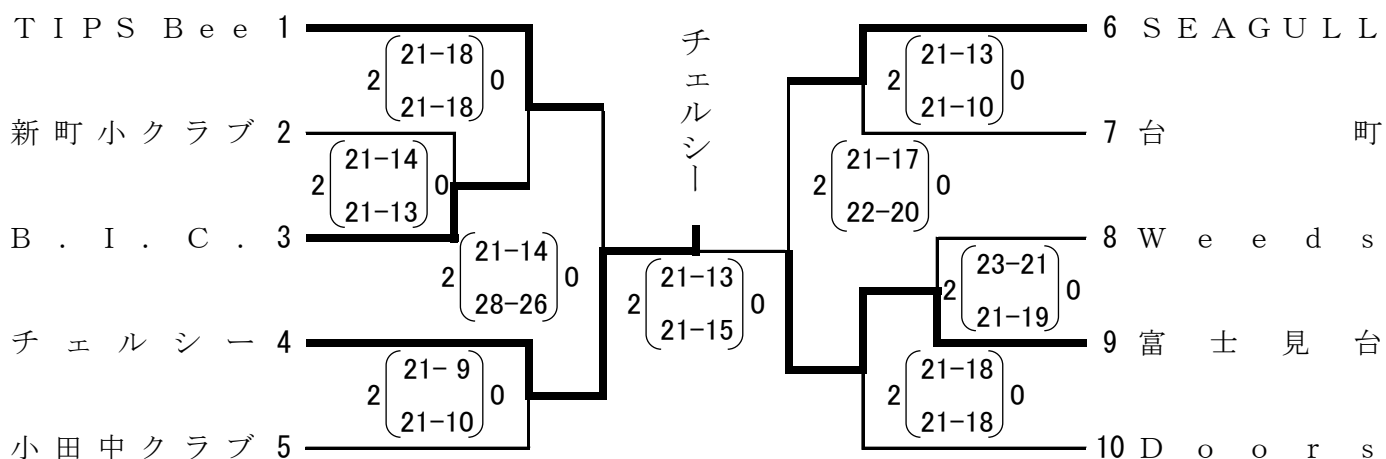 TIPS Bee 1
2 21-18 0
21-18
新町小クラブ 2
2 21-14 0
21-13
B.I.C. 3
2 21-14 0
28-26
チェルシー 4
2 21- 9 0
21-10
小田中クラブ 5
チェルシー
2 21-13 0
21-15
6 SEAGULL
2 21-13 0
21-10
7 台町
2 21-17 0
22-20
8 Weeds
2 23-21 0
21-19
9 富士見台
2 21-18 0
21-18
10 Doors